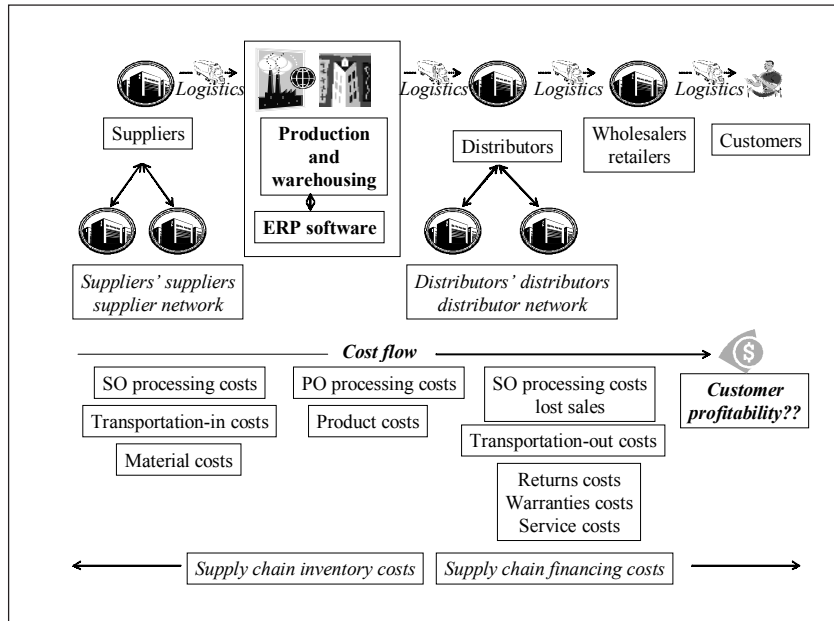 Logistics
Logistics
Logistics
Logistics
Suppliers
Production
and
warehousing
Distributors
Wholesalers
retailers
Customers
ERP software
Suppliers' suppliers
supplier network
Distributors' distributors
distributor network
Cost flow
$
SO processing costs
PO processing costs
SO processing costs
lost sales
Customer
profitability??
Transportation-in costs
Product costs
Transportation-out costs
Material costs
Returns costs
Warranties costs
Service costs
Supply chain inventory costs
Supply chain financing costs